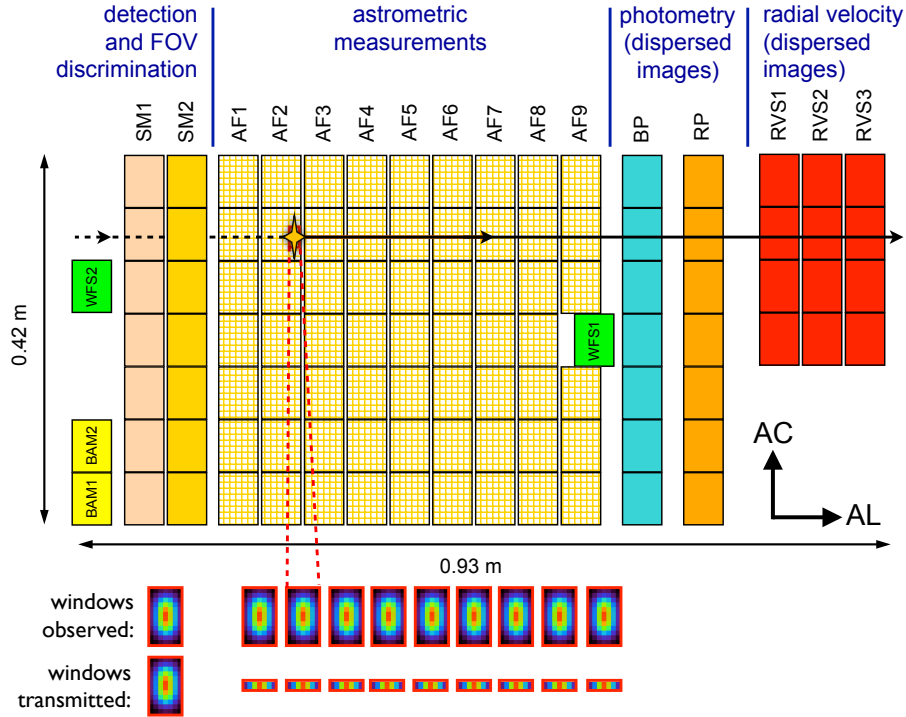 detection
and FOV
discrimination
astrometric
measurements
photometry
(dispersed
images)
radial velocity
(dispersed
images)
SM1
SM2
AF1
AF2
AF3
AF4
AF5
AF6
AF7
AF8
AF9
BP
RP
RVS1
RVS2
RVS3
WFS2
WFS1
0.42 m
BAM2
BAM1
AC
AL
0.93 m
windows
observed:
windows
transmitted: